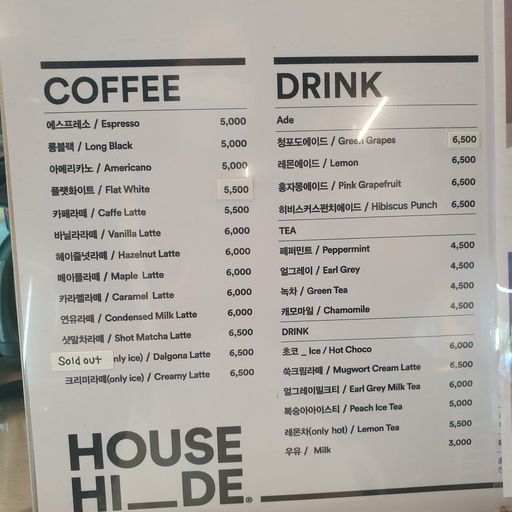 COFFEE
에스프레소 / Espresso 5,000
롱블랙 / Long Black 5,000
아메리카노 / Americano 5,000
플랫화이트 / Flat White 5,500
카페라떼 / Caffe Latte 5,500
바닐라라떼 / Vanilla Latte 6,000
헤이즐넛라떼 / Hazelnut Latte 6,000
메이플라떼 / Maple Latte 6,000
카라멜라떼 / Caramel Latte 6,000
연유라떼 / Condensed Milk Latte 6,000
샷말차라떼 / Shot Matcha Latte 6,500
Sold out nly ice) / Dalgona Latte 6,500
크리미라떼(only ice) / Creamy Latte 6,500
HOUSE
HI__DE®
DRINK
Ade
청포도에이드 / Green Grapes 6,500
레몬에이드 / Lemon 6,500
홍자몽에이드 / Pink Grapefruit 6,500
히비스커스펀치에이드 / Hibiscus Punch 6,500
TEA
페퍼민트 / Peppermint 4,500
얼그레이 / Earl Grey 4,500
녹차 / Green Tea 4,500
캐모마일 / Chamomile 4,500
DRINK
초코 _ Ice / Hot Choco 6,000
쑥크림라떼 / Mugwort Cream Latte 6,500
얼그레이밀크티 / Earl Grey Milk Tea 6,000
복숭아아이스티 / Peach Ice Tea 5,000
레몬차(only hot) / Lemon Tea 5,500
우유 / Milk 3,000